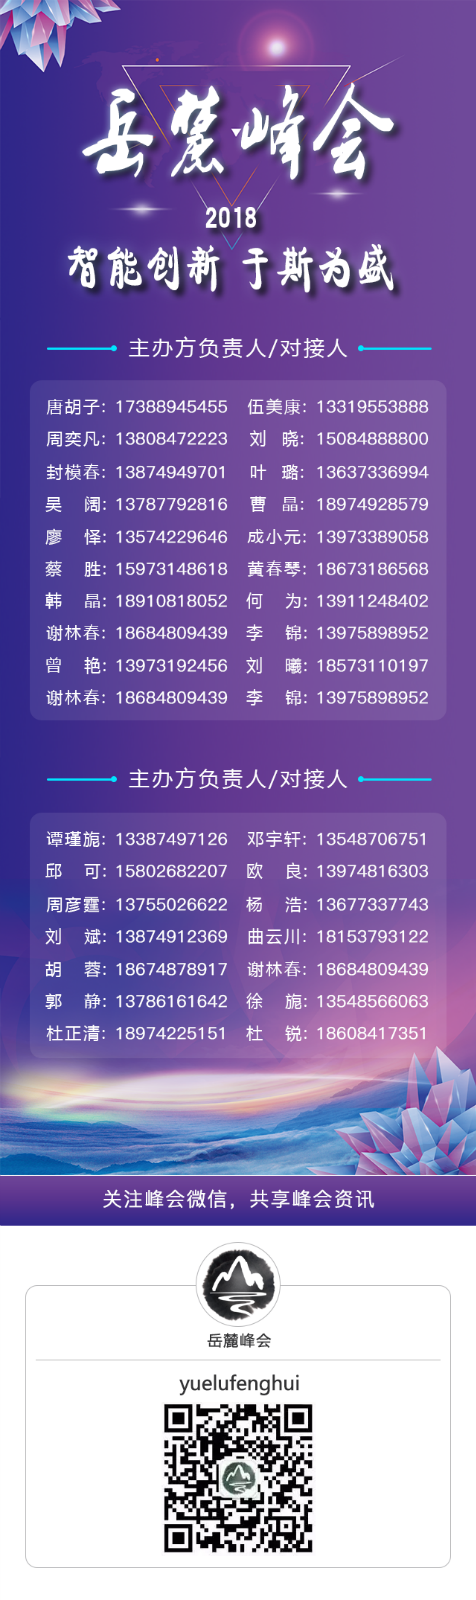 岳麓峰会
2018
智能创新 于斯为盛
主办方负责人/对接人
唐胡子: 17388945455 伍美康: 13319553888
周奕凡: 13808472223 刘 晓: 15084888800
封模春: 13874949701 叶 璐: 13637336994
吴 阔: 13787792816 曹 晶: 18974928579
廖 怿: 13574229646 成小元: 13973389058
蔡 胜: 15973148618 黄春琴: 18673186568
韩 晶: 18910818052 何 为: 13911248402
谢林春: 18684809439 李 锦: 13975898952
曾 艳: 13973192456 刘 曦: 18573110197
谢林春: 18684809439 李 锦: 13975898952
主办方负责人/对接人
谭瑾旎: 13387497126 邓宇轩: 13548706751
邱 可: 15802682207 欧 良: 13974816303
周彦霆: 13755026622 杨 浩: 13677337743
刘 斌: 13874912369 曲云川: 18153793122
胡 蓉: 18674878917 谢林春: 18684809439
郭 静: 13786161642 徐 旎: 13548566063
杜正清: 18974225151 杜 锐: 18608417351
关注峰会微信，共享峰会资讯
岳麓峰会
yuelufenghui